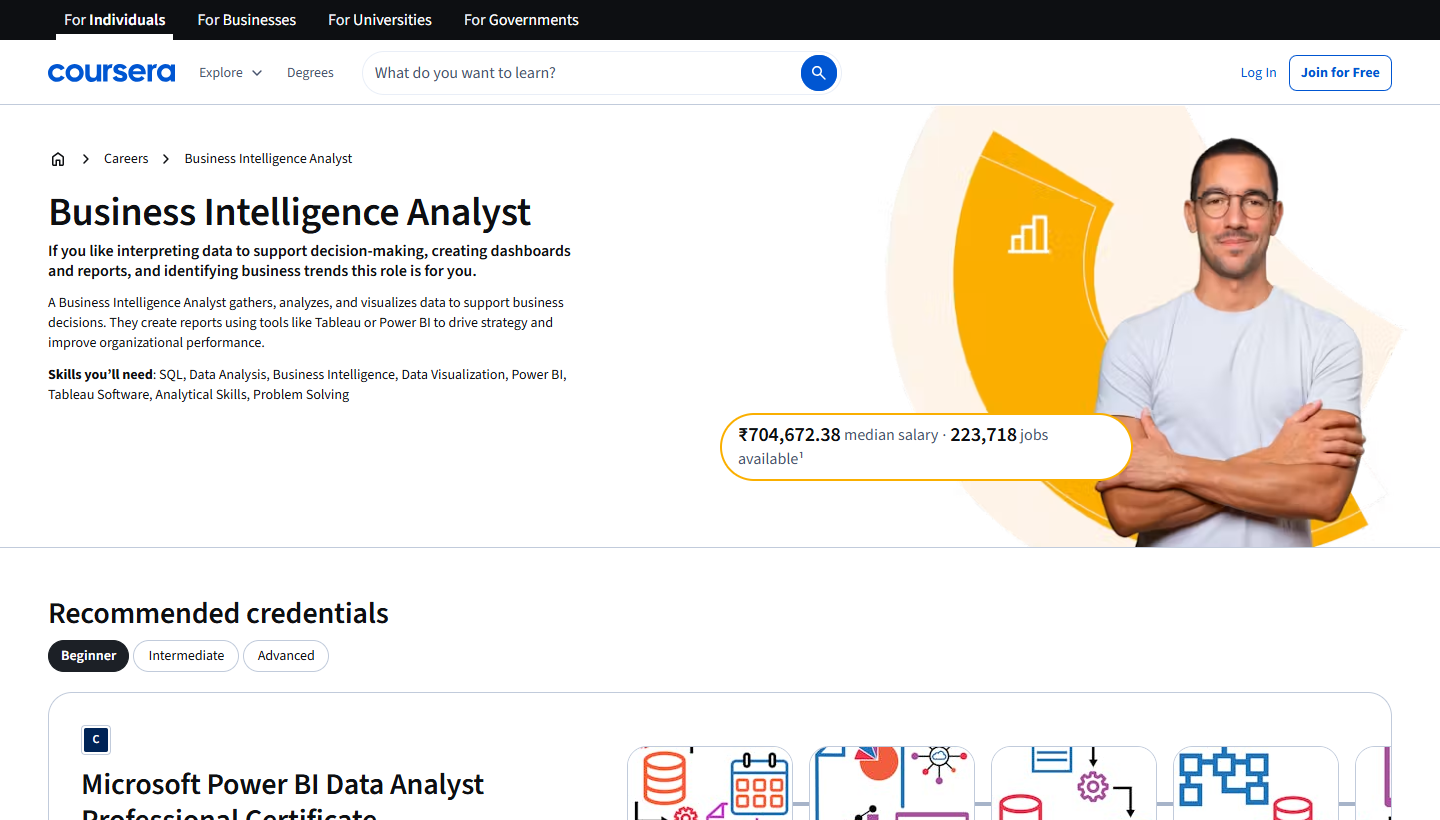 For Individuals
For Businesses
For Universities
For Governments
coursera
Explore
Degrees
What do you want to learn?
Log In
Join for Free
Careers
Business Intelligence Analyst
Business Intelligence Analyst
If you like interpreting data to support decision-making, creating dashboards
and reports, and identifying business trends this role is for you.
A Business Intelligence Analyst gathers, analyzes, and visualizes data to support business
decisions. They create reports using tools like Tableau or Power BI to drive strategy and
improve organizational performance.
Skills you’ll need: SQL, Data Analysis, Business Intelligence, Data Visualization, Power BI,
Tableau Software, Analytical Skills, Problem Solving
₹704,672.38 median salary · 223,718 jobs
available¹
Recommended credentials
Beginner
Intermediate
Advanced
C
Microsoft Power BI Data Analyst
Professional Certificate